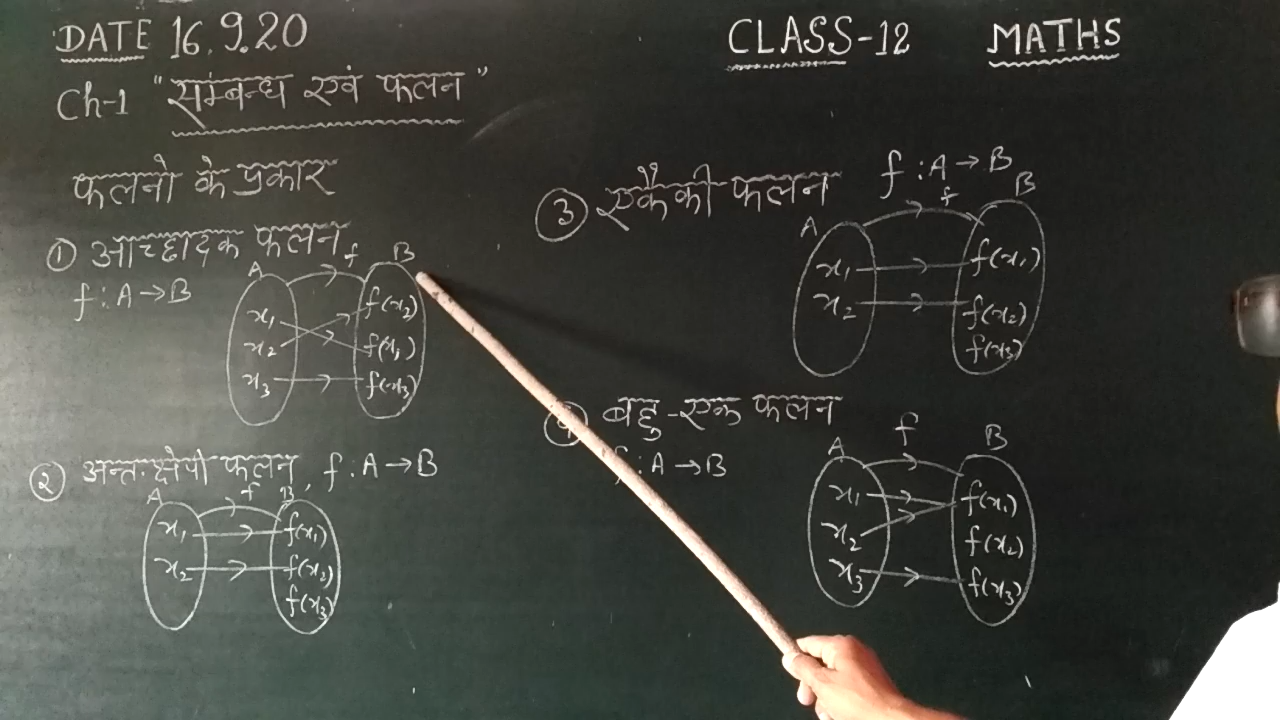 DATE 16.9.20
CLASS-12 MATHS
Ch-1 "सम्बन्ध एवं फलन"
फलनो के प्रकार
① आच्छादक फलन
f : A → B
f
A B
x₁ f(x₂)
x₂ f(x₁)
x₃ f(x₃)
② अन्तःक्षेपी फलन, f : A → B
f
A B
x₁ f(x₁)
x₂ f(x₂)
f(x₃)
③ एकैकी फलन f : A → B
f
A B
x₁ f(x₁)
x₂ f(x₂)
f(x₃)
④ बहु-एक फलन
f : A → B
f
A B
x₁ f(x₁)
x₂ f(x₂)
x₃ f(x₃)